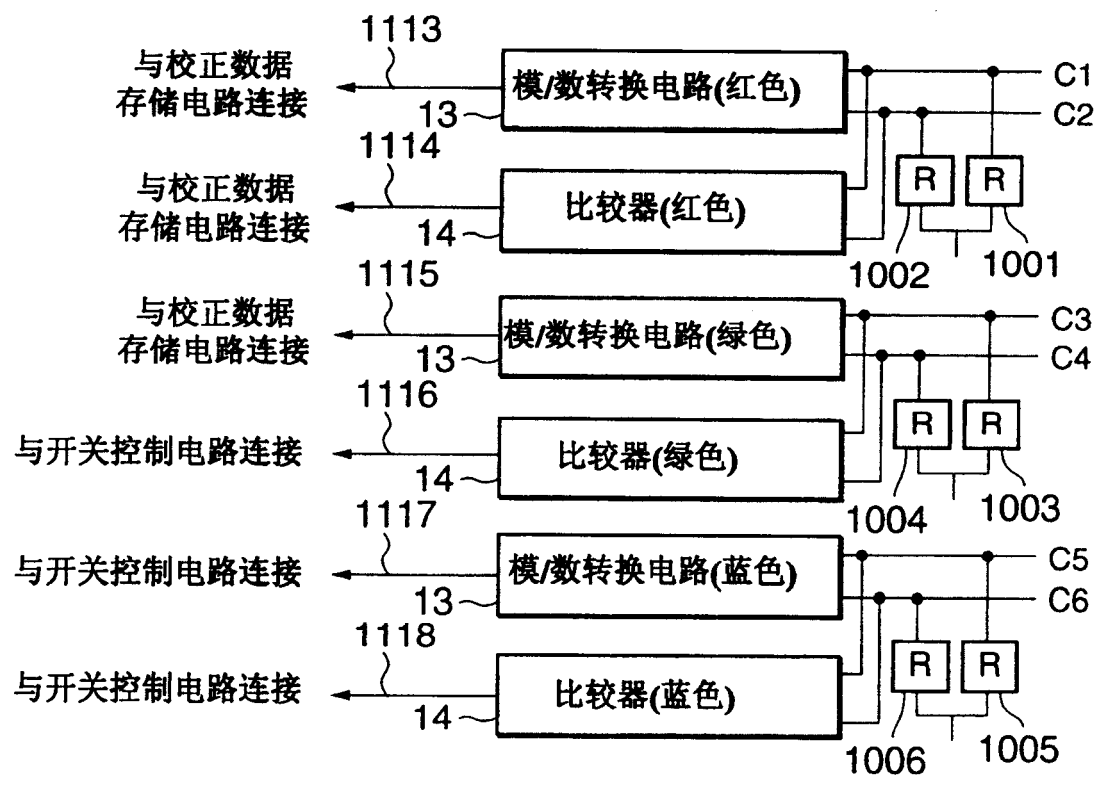 1113
与校正数据
存储电路连接
模/数转换电路(红色)
13
C1
C2
1114
与校正数据
存储电路连接
比较器(红色)
14
R
R
1002
1001
1115
与校正数据
存储电路连接
模/数转换电路(绿色)
13
C3
C4
1116
与开关控制电路连接
比较器(绿色)
14
R
R
1004
1003
1117
与开关控制电路连接
模/数转换电路(蓝色)
13
C5
C6
1118
与开关控制电路连接
比较器(蓝色)
14
R
R
1006
1005